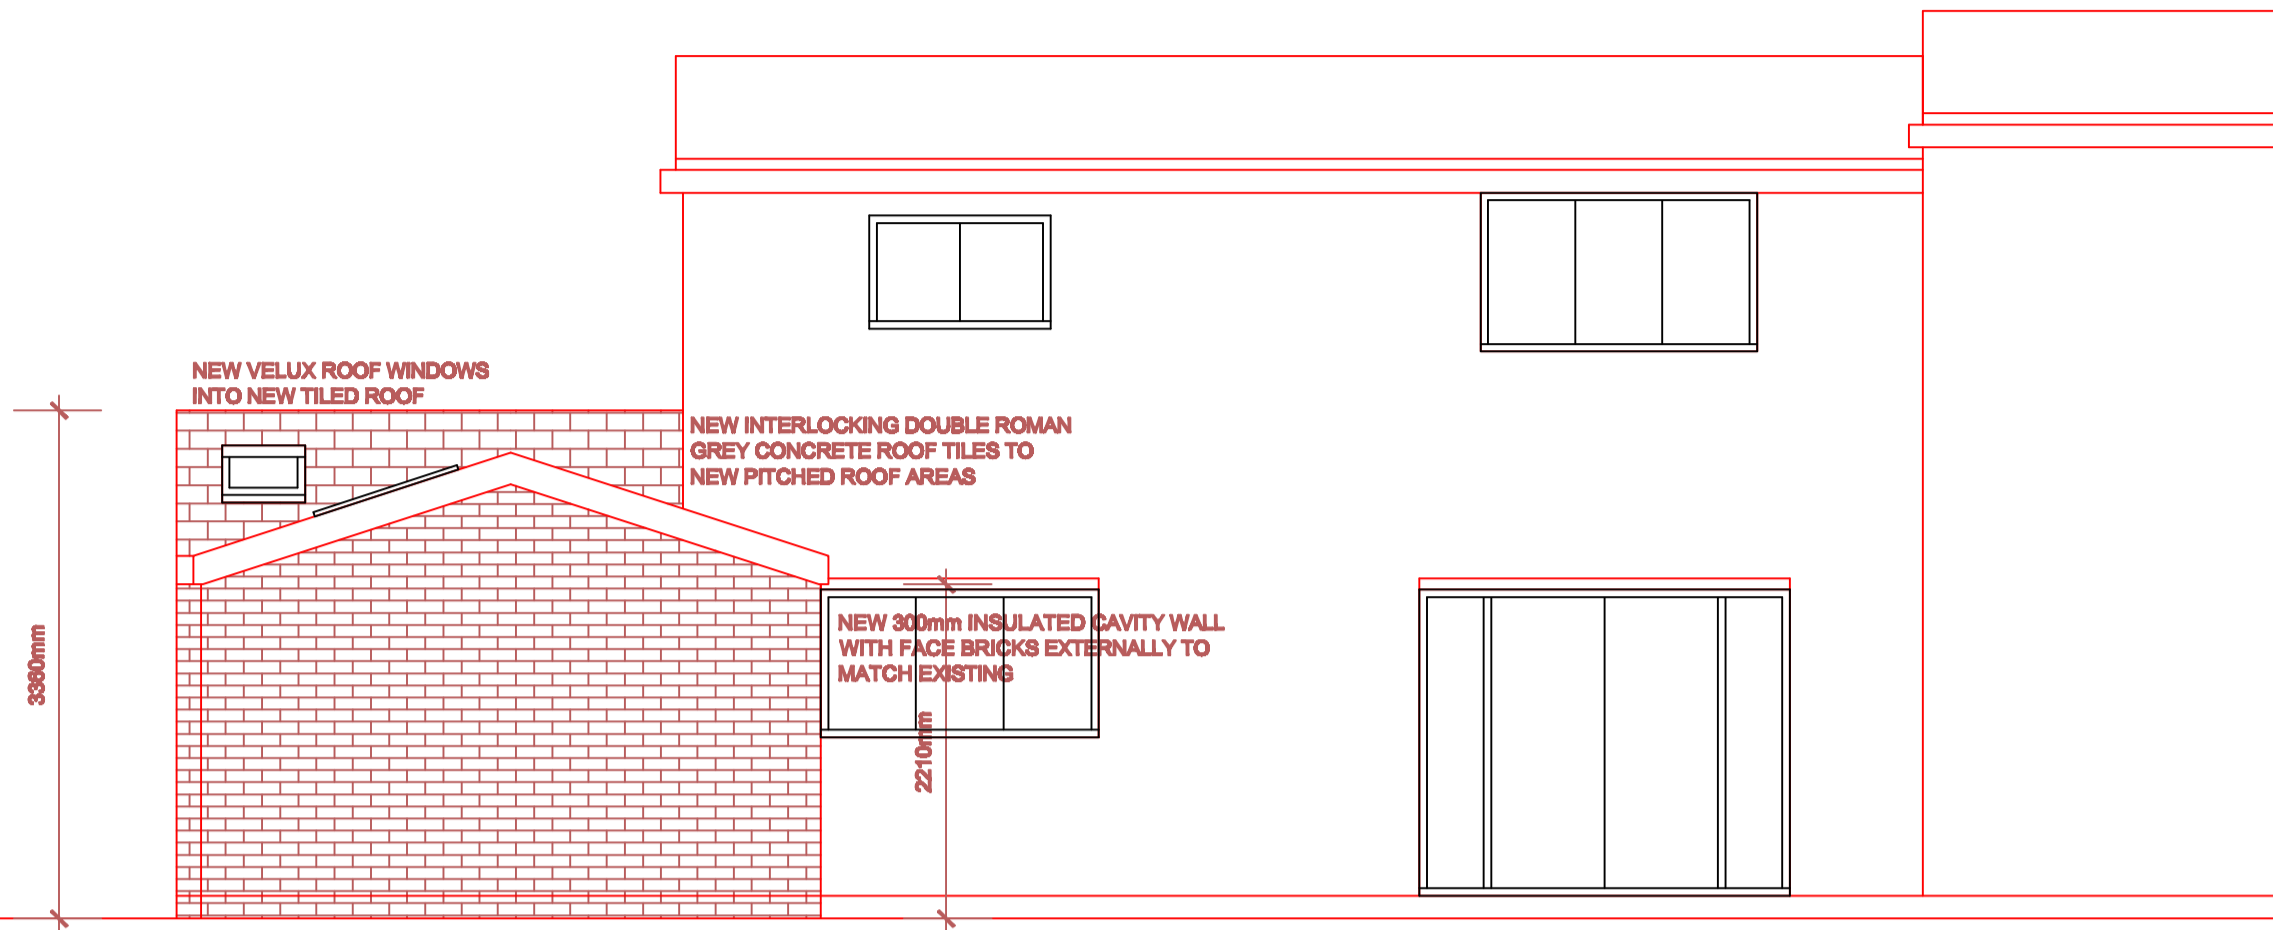 NEW VELUX ROOF WINDOWS
INTO NEW TILED ROOF
NEW INTERLOCKING DOUBLE ROMAN
GREY CONCRETE ROOF TILES TO
NEW PITCHED ROOF AREAS
NEW 300mm INSULATED CAVITY WALL
WITH FACE BRICKS EXTERNALLY TO
MATCH EXISTING
3360mm
2210mm